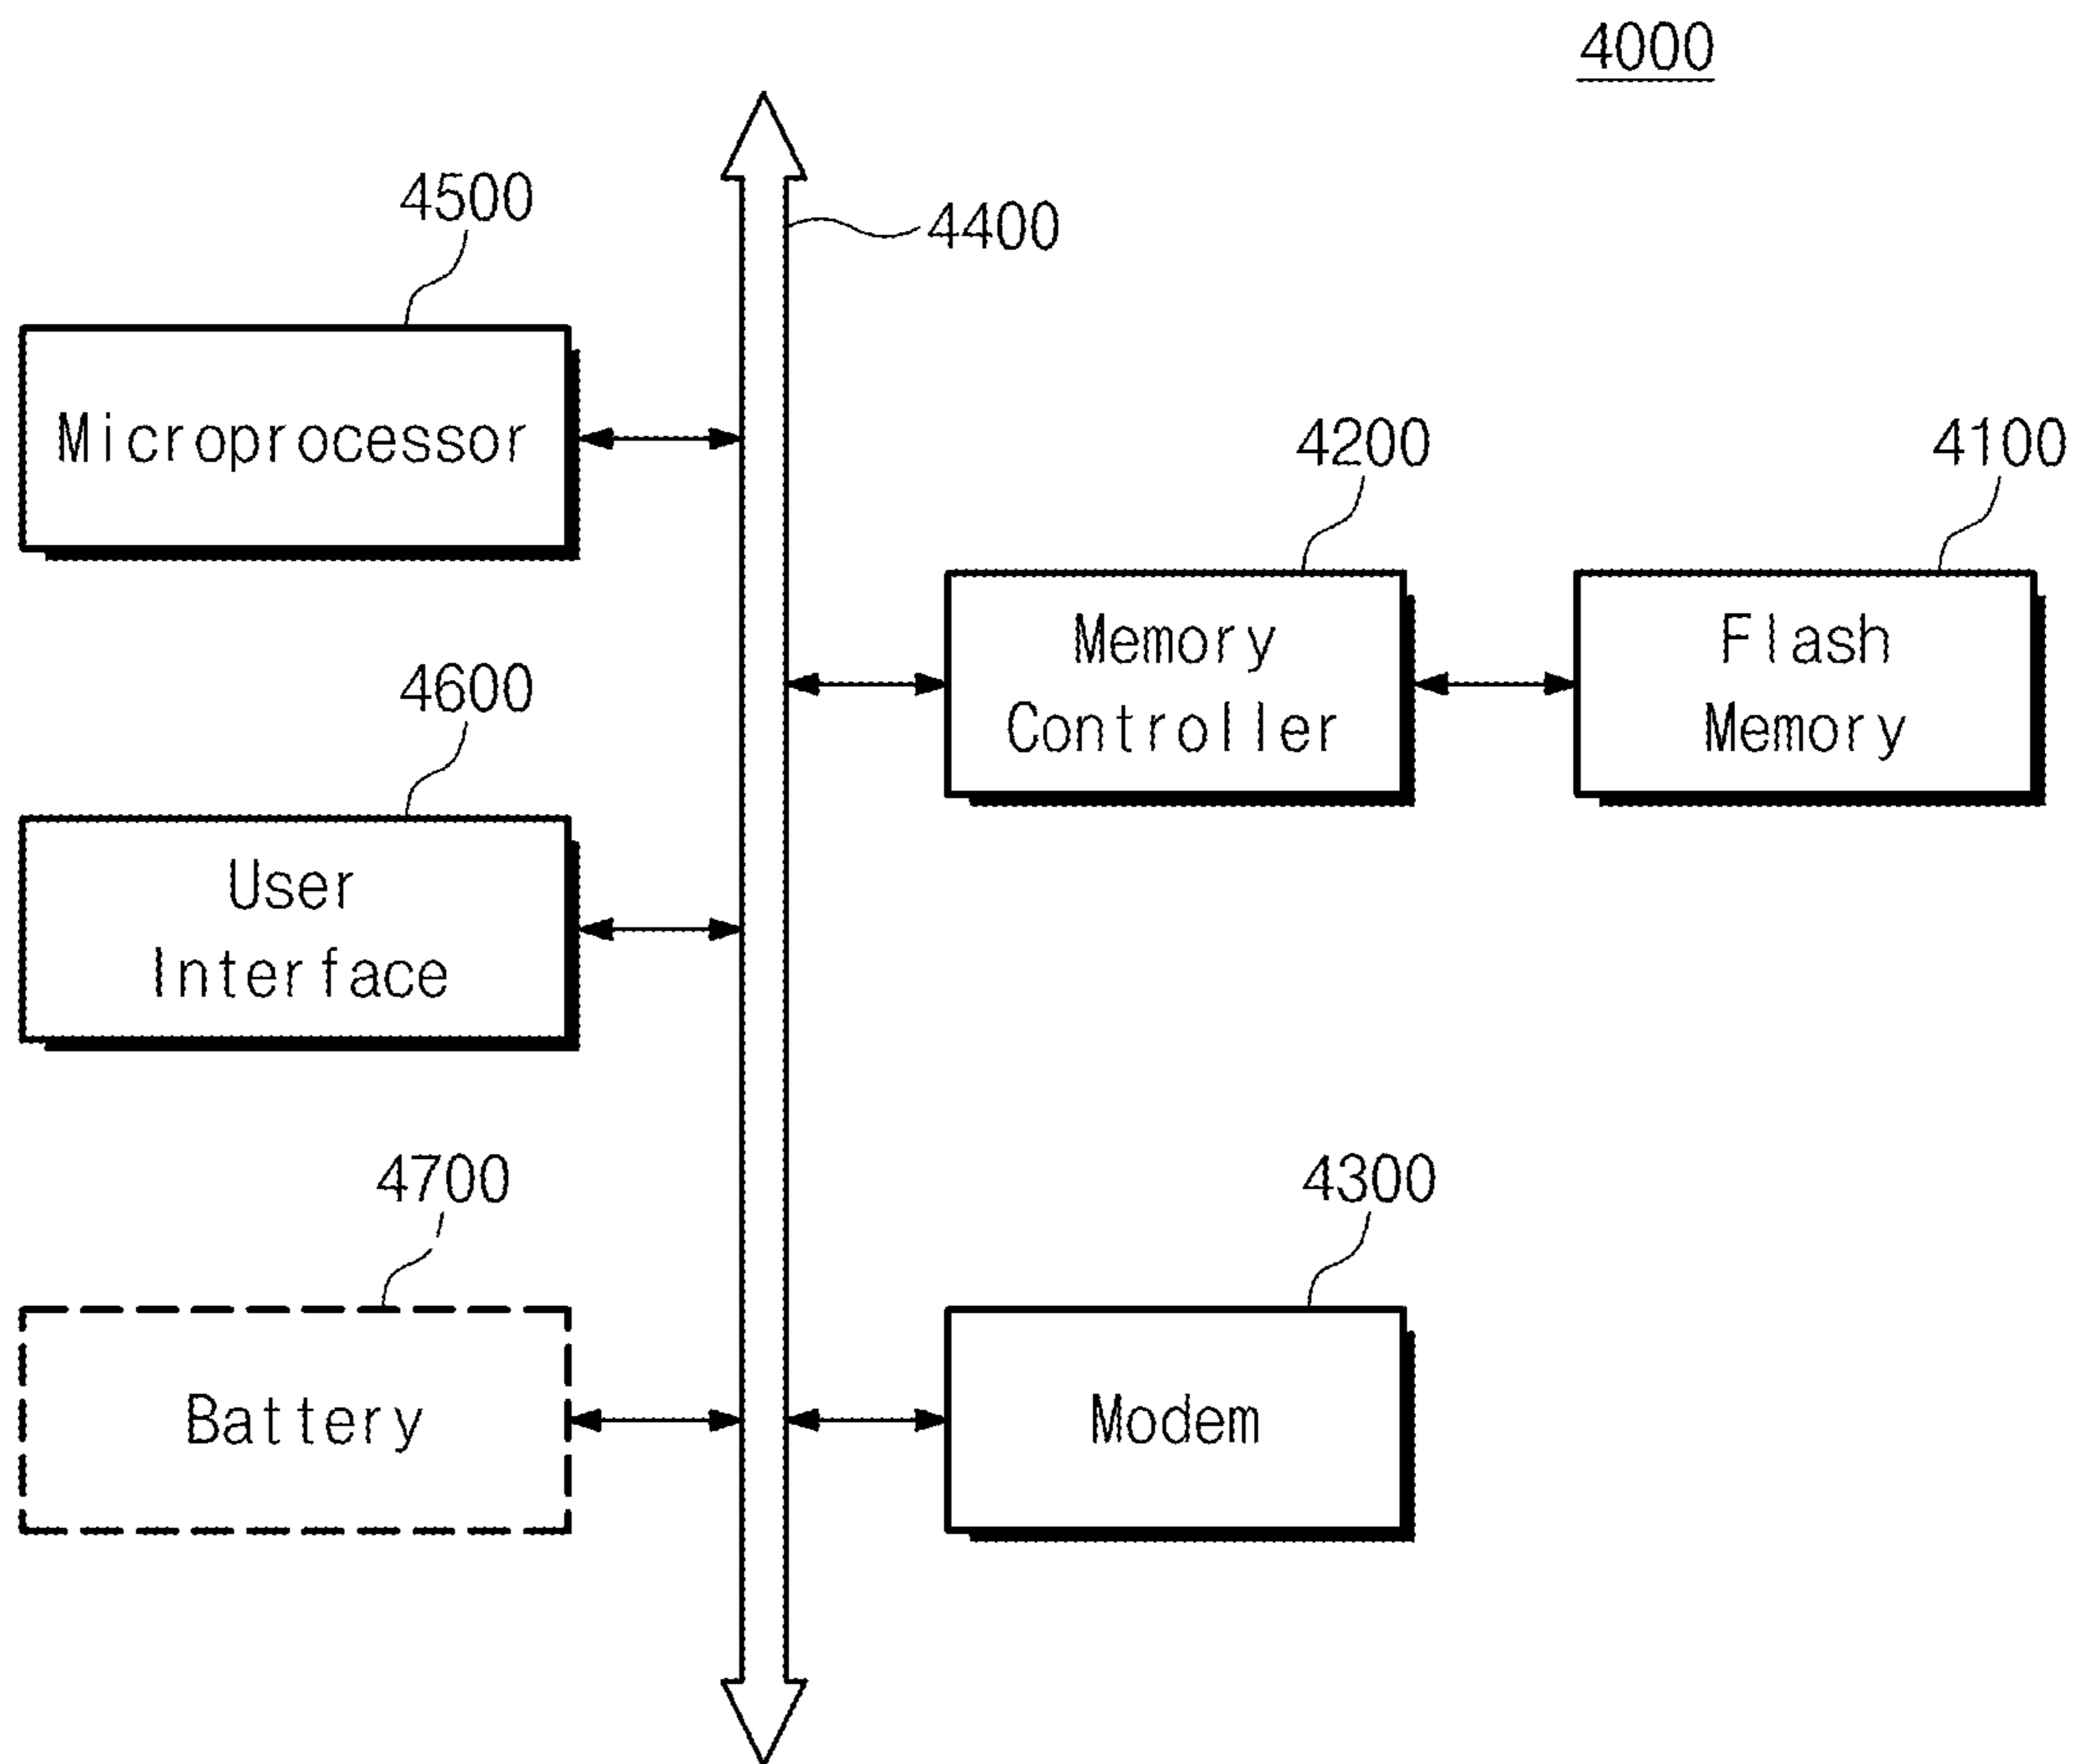 4000
4500
4400
Microprocessor
4200
4100
Memory
Controller
Flash
Memory
4600
User
Interface
4700
4300
Battery
Modem